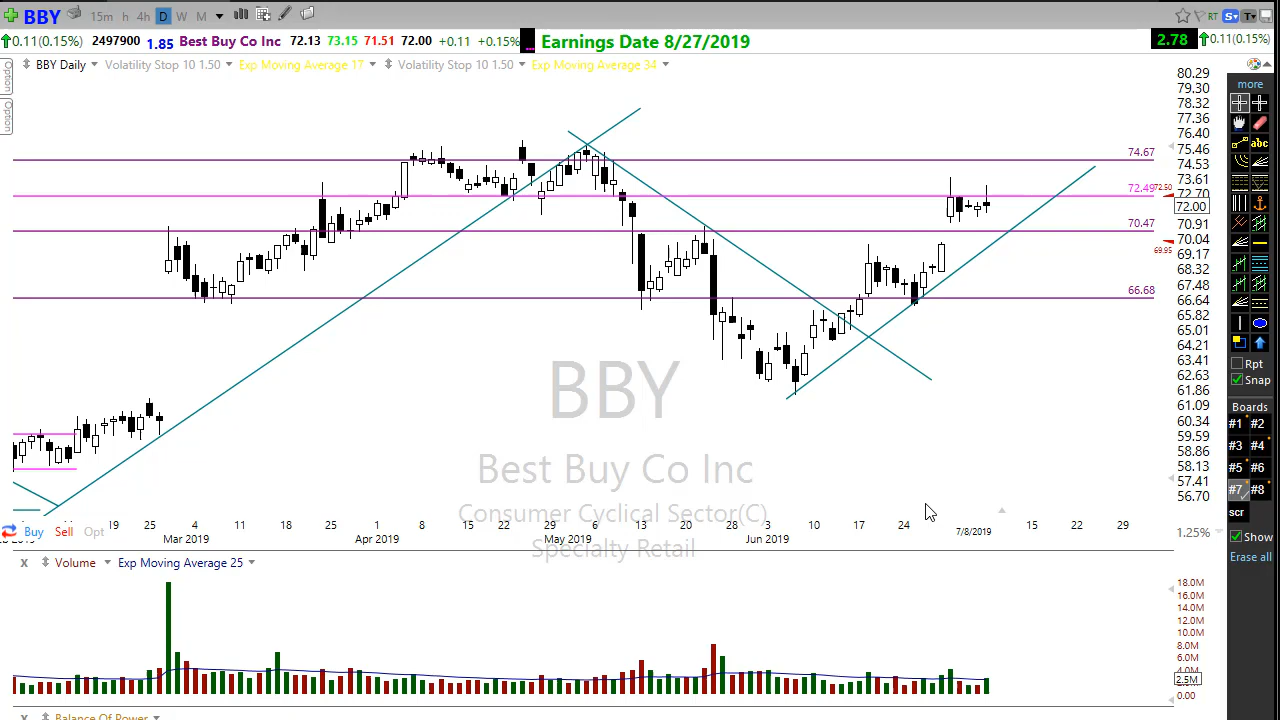 BBY 15m h 4h D W M RT S T
0.11(0.15%) 2497900 1.85 Best Buy Co Inc 72.13 73.15 71.51 72.00 +0.11 +0.15% ... Earnings Date 8/27/2019 2.78 0.11(0.15%)
BBY Daily Volatility Stop 10 1.50 Exp Moving Average 17 Volatility Stop 10 1.50 Exp Moving Average 34
Option
Option
80.29
79.30
78.32
77.36
76.40
75.46
74.53
73.61
72.70
72.00
70.91
70.04
69.17
68.32
67.48
66.64
65.82
65.01
64.21
63.41
62.63
61.86
61.09
60.34
59.59
58.86
58.13
57.41
56.70
74.67
72.49
72.50
70.47
69.95
66.68
BBY
Best Buy Co Inc
Consumer Cyclical Sector(C)
Specialty Retail
19 25 4 11 18 25 1 8 15 22 29 6 13 20 28 3 10 17 24 7/8/2019 15 22 29
Mar 2019 Apr 2019 May 2019 Jun 2019
Buy Sell Opt
1.25%
x Volume Exp Moving Average 25
18.0M
16.0M
14.0M
12.0M
10.0M
8.0M
6.0M
4.0M
2.5M
0.00
x Balance Of Power
more
abc
Rpt
Snap
Boards
#1 #2
#3 #4
#5 #6
#7 #8
scr
Show
Erase all